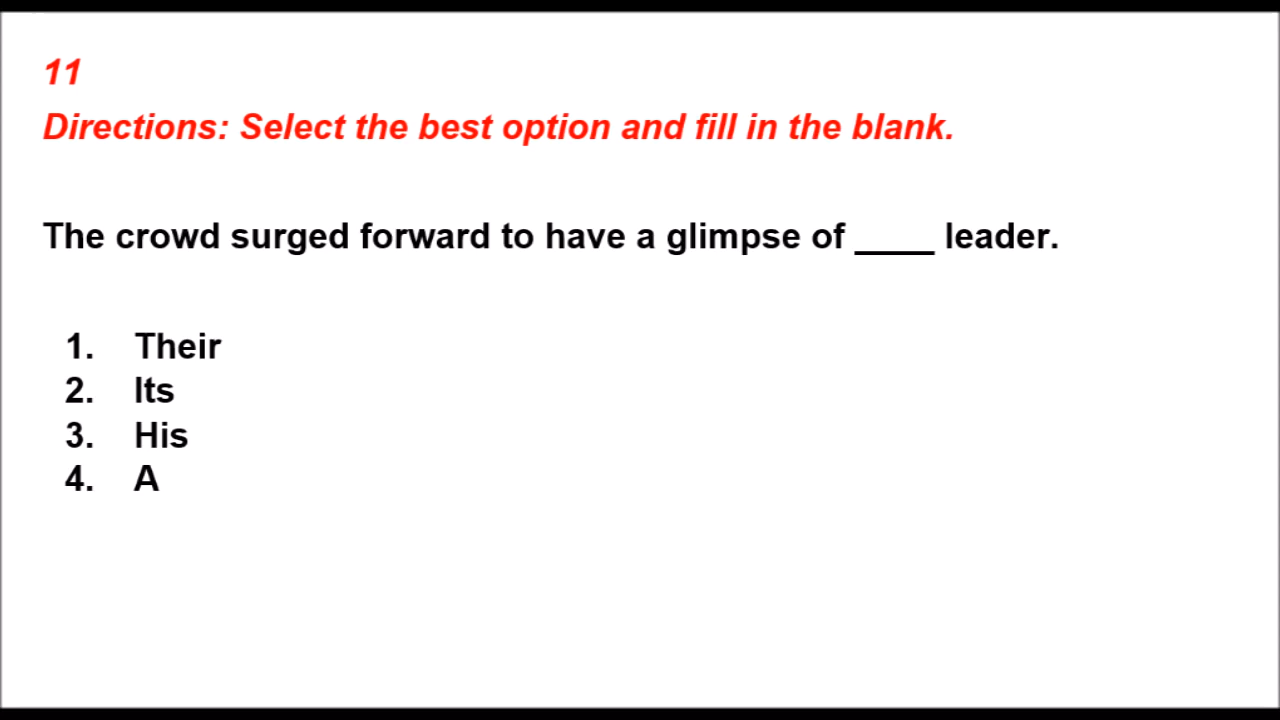 11
Directions: Select the best option and fill in the blank.
The crowd surged forward to have a glimpse of ____ leader.
1. Their
2. Its
3. His
4. A